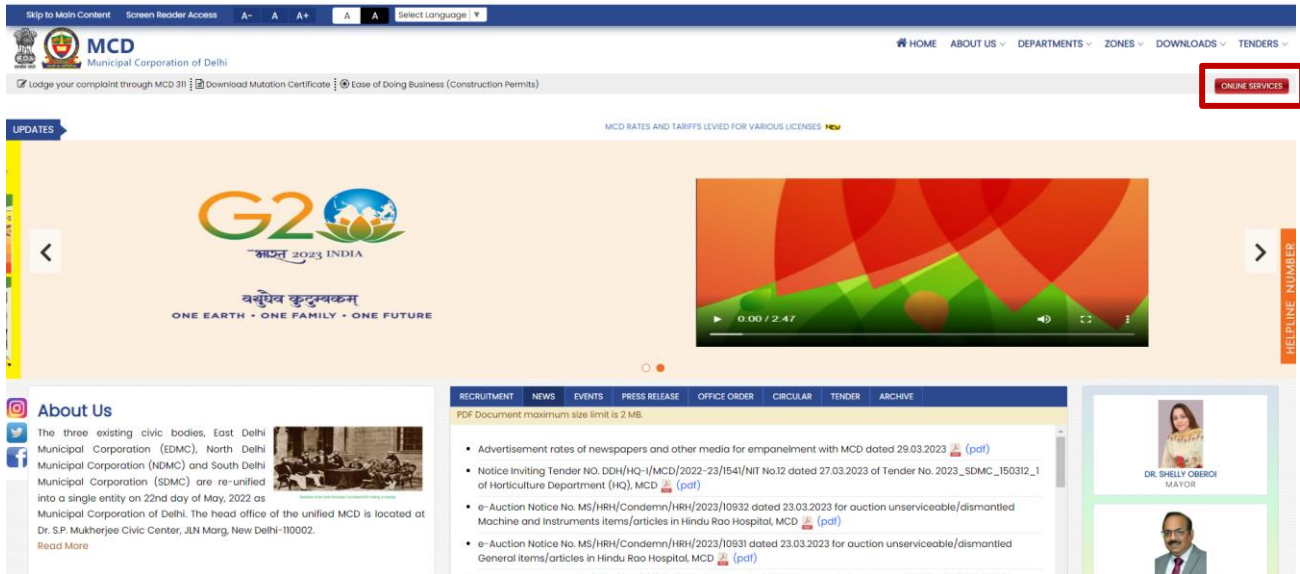 Skip to Main Content Screen Reader Access A- A A+ A A Select Language ▼
MCD
Municipal Corporation of Delhi
HOME ABOUT US DEPARTMENTS ZONES DOWNLOADS TENDERS
Lodge your complaint through MCD 311 Download Mutation Certificate Ease of Doing Business (Construction Permits)
ONLINE SERVICES
UPDATES
MCD RATES AND TARIFFS LEVIED FOR VARIOUS LICENSES New
G20
भारत 2023 INDIA
वसुधैव कुटुम्बकम्
ONE EARTH • ONE FAMILY • ONE FUTURE
0:00 / 2:47
HELPLINE NUMBER
About Us
The three existing civic bodies, East Delhi
Municipal Corporation (EDMC), North Delhi
Municipal Corporation (NDMC) and South Delhi
Municipal Corporation (SDMC) are re-unified
into a single entity on 22nd day of May, 2022 as
Municipal Corporation of Delhi. The head office of the unified MCD is located at
Dr. S.P. Mukherjee Civic Center, JLN Marg, New Delhi-110002.
Read More
RECRUITMENT NEWS EVENTS PRESS RELEASE OFFICE ORDER CIRCULAR TENDER ARCHIVE
PDF Document maximum size limit is 2 MB.
• Advertisement rates of newspapers and other media for empanelment with MCD dated 29.03.2023 (pdf)
• Notice Inviting Tender NO. DDH/HQ-I/MCD/2022-23/1541/NIT No.12 dated 27.03.2023 of Tender No. 2023_SDMC_150312_1
of Horticulture Department (HQ), MCD (pdf)
• e-Auction Notice No. MS/HRH/Condemn/HRH/2023/10932 dated 23.03.2023 for auction unserviceable/dismantled
Machine and Instruments items/articles in Hindu Rao Hospital, MCD (pdf)
• e-Auction Notice No. MS/HRH/Condemn/HRH/2023/10931 dated 23.03.2023 for auction unserviceable/dismantled
General items/articles in Hindu Rao Hospital, MCD (pdf)
DR. SHELLY OBEROI
MAYOR